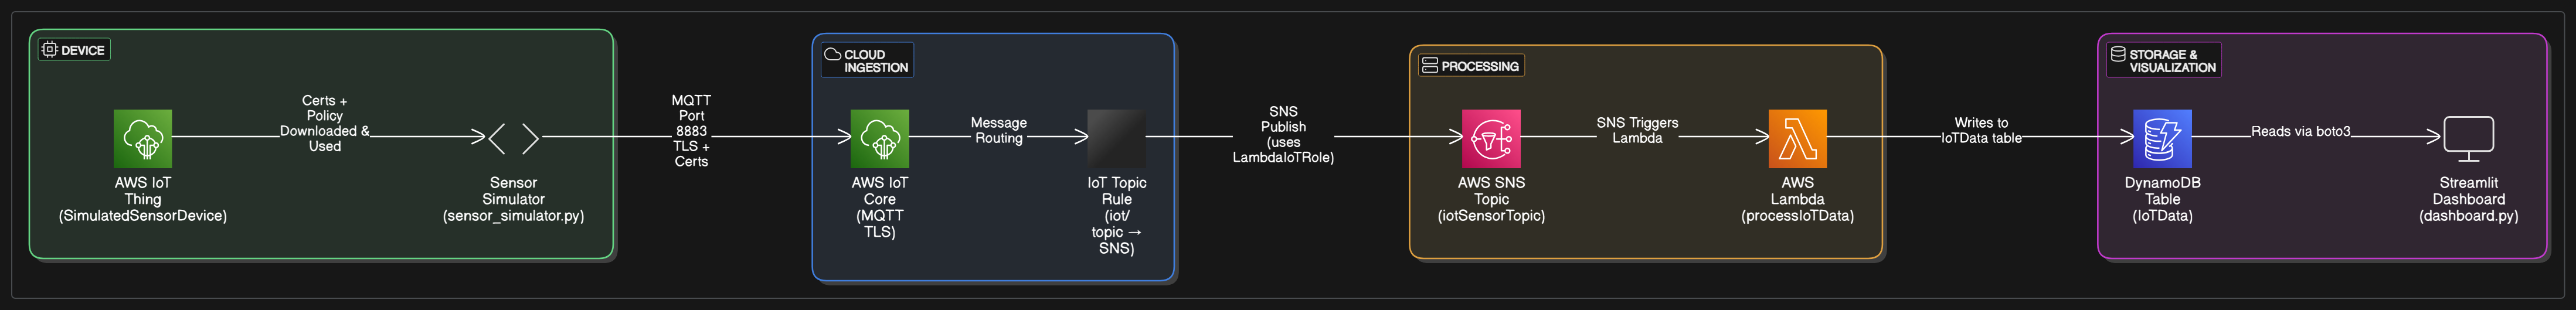 DEVICE
AWS IoT
Thing
(SimulatedSensorDevice)
Certs +
Policy
Downloaded &
Used
Sensor
Simulator
(sensor_simulator.py)
MQTT
Port
8883
TLS +
Certs
CLOUD
INGESTION
AWS IoT
Core
(MQTT
TLS)
Message
Routing
IoT Topic
Rule
(iot/
topic →
SNS)
SNS
Publish
(uses
LambdaIoTRole)
PROCESSING
AWS SNS
Topic
(iotSensorTopic)
SNS Triggers
Lambda
AWS
Lambda
(processIoTData)
Writes to
IoTData table
STORAGE &
VISUALIZATION
DynamoDB
Table
(IoTData)
Reads via boto3
Streamlit
Dashboard
(dashboard.py)